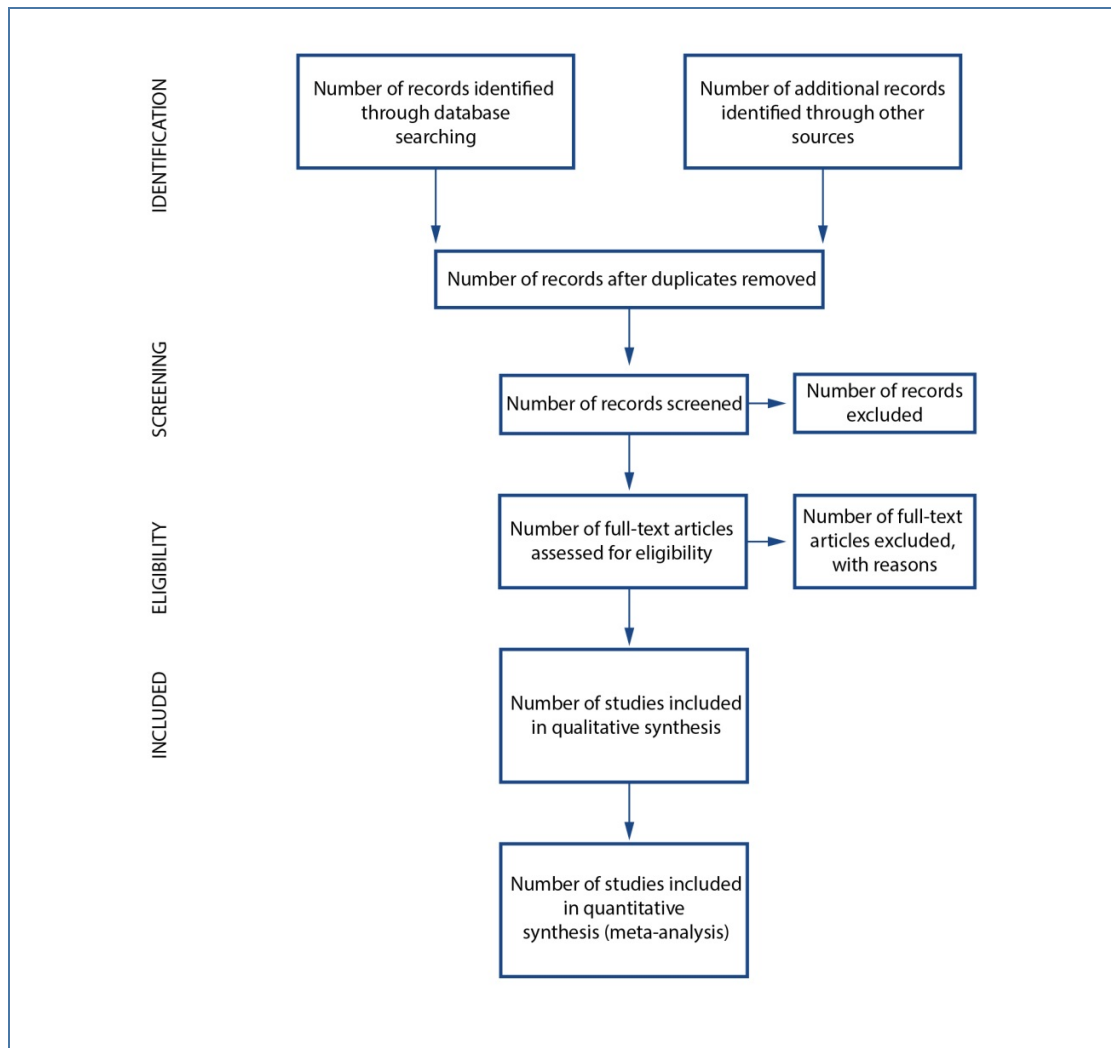 IDENTIFICATION
Number of records identified
through database
searching
Number of additional records
identified through other
sources
Number of records after duplicates removed
SCREENING
Number of records screened
Number of records
excluded
ELIGIBILITY
Number of full-text articles
assessed for eligibility
Number of full-text
articles excluded,
with reasons
INCLUDED
Number of studies included
in qualitative synthesis
Number of studies included
in quantitative
synthesis (meta-analysis)